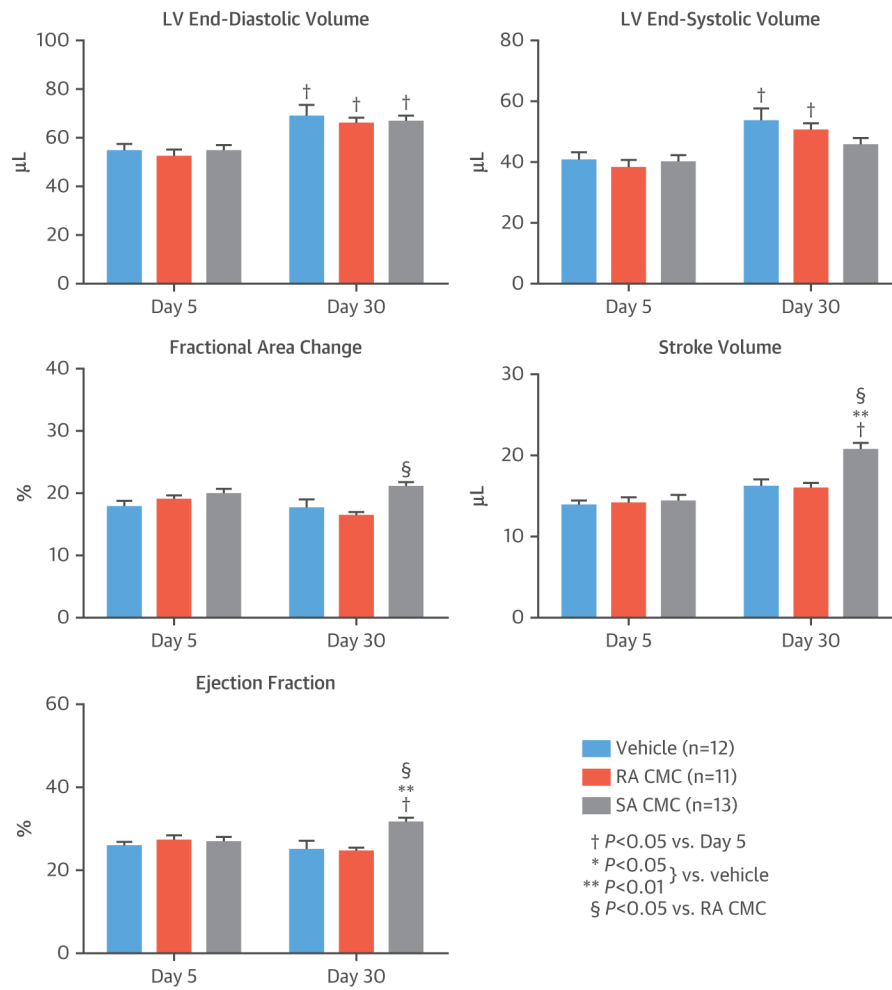 LV End-Diastolic Volume
100
80
60
40
20
0
µL
† † †
Day 5 Day 30
LV End-Systolic Volume
80
60
40
20
0
µL
† †
Day 5 Day 30
Fractional Area Change
40
30
20
10
0
%
§
Day 5 Day 30
Stroke Volume
30
20
10
0
µL
§
**
†
Day 5 Day 30
Ejection Fraction
60
40
20
0
%
§
**
†
Day 5 Day 30
Vehicle (n=12)
RA CMC (n=11)
SA CMC (n=13)
† P<0.05 vs. Day 5
* P<0.05
} vs. vehicle
** P<0.01
§ P<0.05 vs. RA CMC